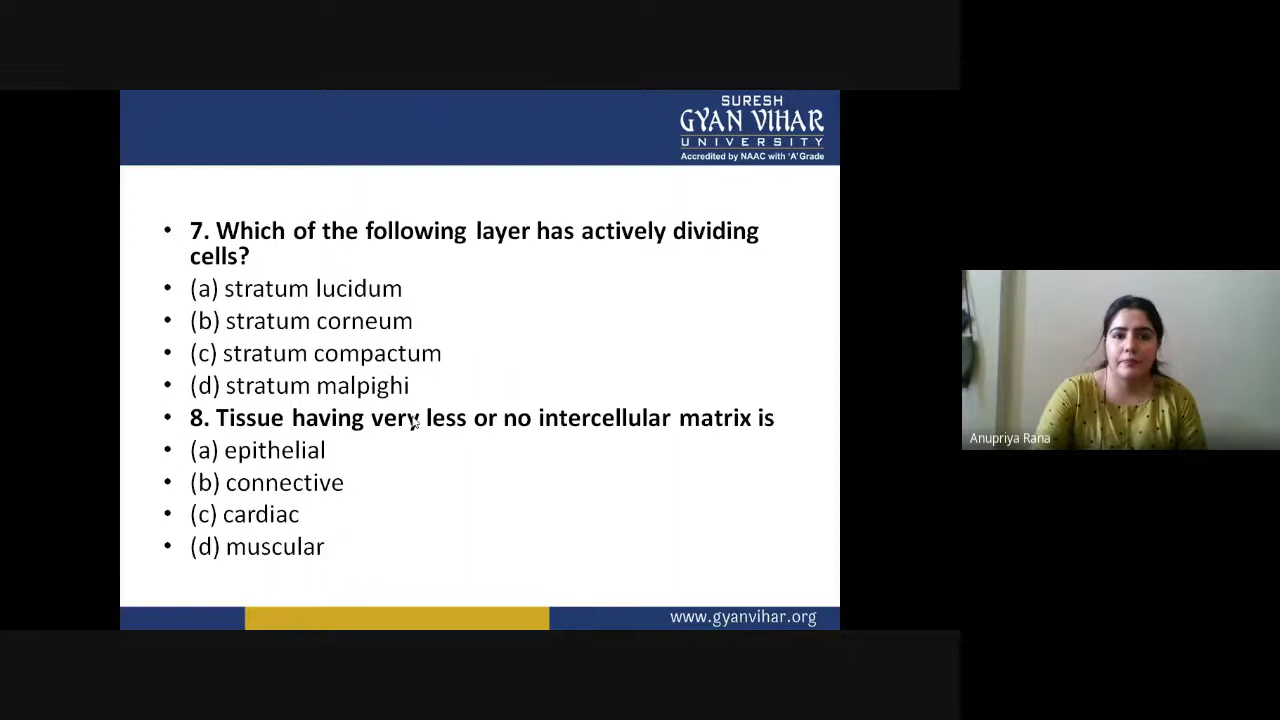 SURESH
GYAN VIHAR
UNIVERSITY
Accredited by NAAC with 'A' Grade
• 7. Which of the following layer has actively dividing
cells?
• (a) stratum lucidum
• (b) stratum corneum
• (c) stratum compactum
• (d) stratum malpighi
• 8. Tissue having very less or no intercellular matrix is
• (a) epithelial
• (b) connective
• (c) cardiac
• (d) muscular
www.gyanvihar.org
Anupriya Rana